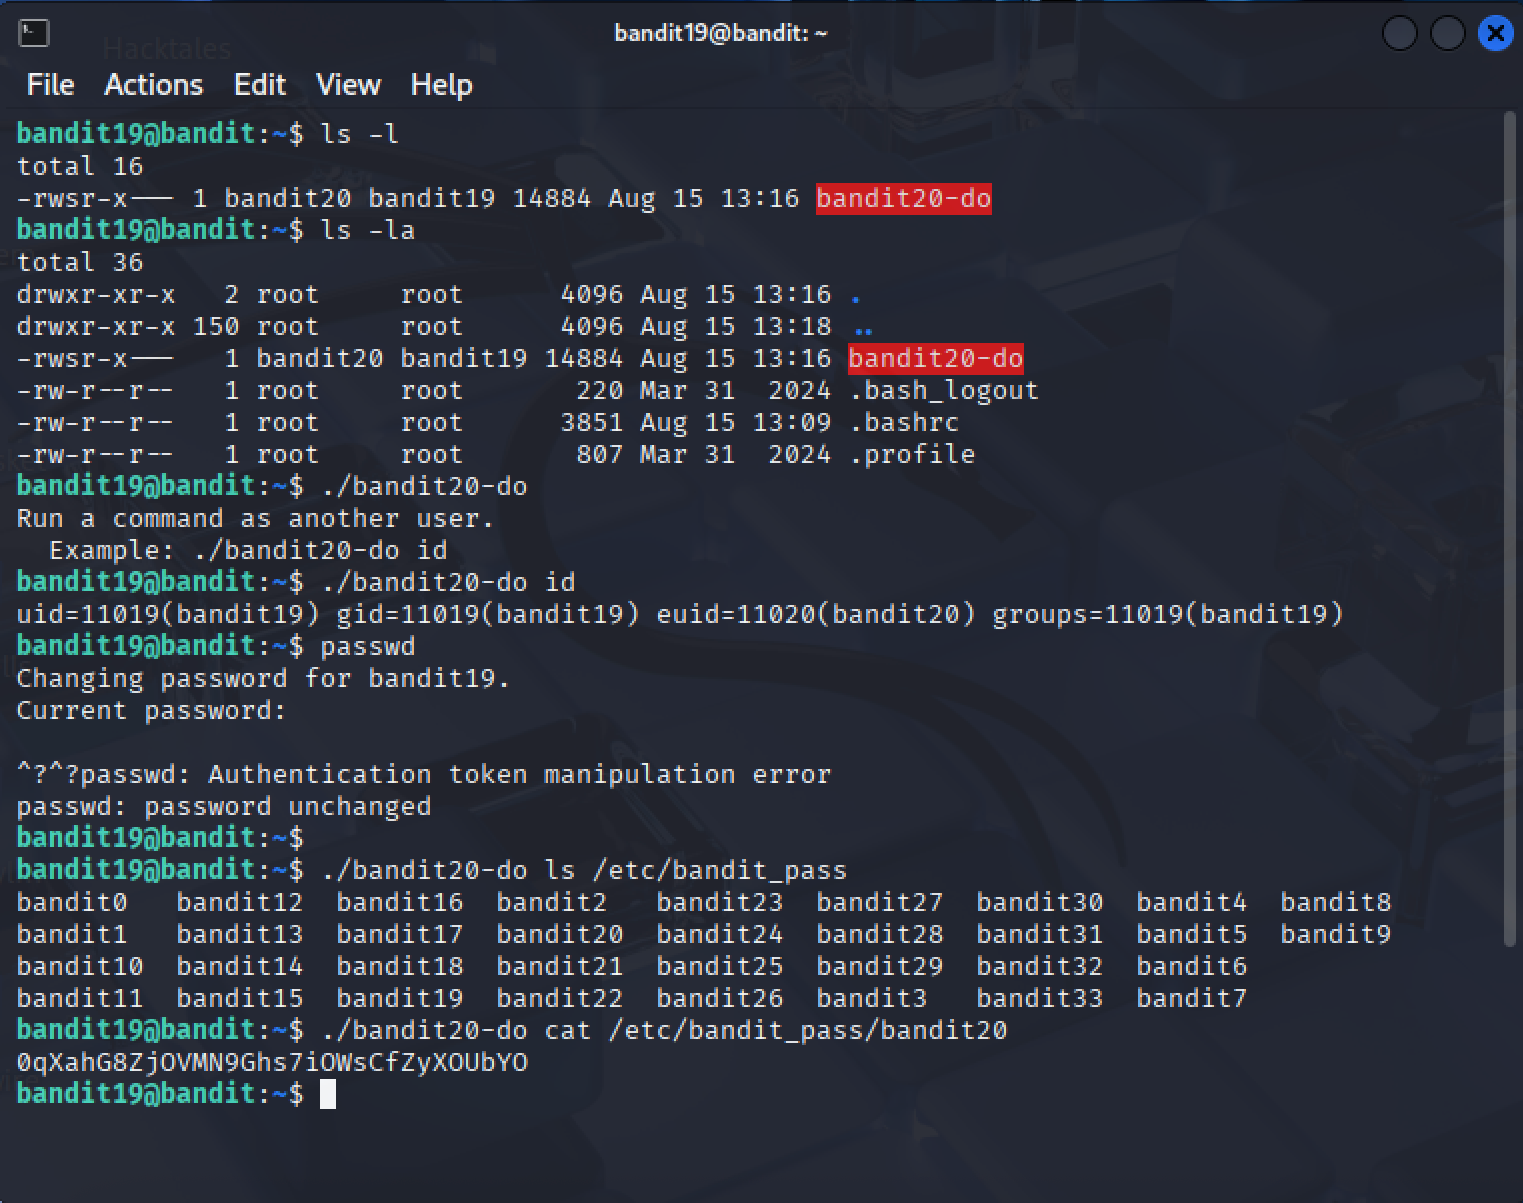 bandit19@bandit: ~
Hacktales
File Actions Edit View Help
bandit19@bandit:~$ ls -l
total 16
-rwsr-x--- 1 bandit20 bandit19 14884 Aug 15 13:16 bandit20-do
bandit19@bandit:~$ ls -la
total 36
drwxr-xr-x   2 root     root      4096 Aug 15 13:16 .
drwxr-xr-x 150 root     root      4096 Aug 15 13:18 ..
-rwsr-x---   1 bandit20 bandit19 14884 Aug 15 13:16 bandit20-do
-rw-r--r--   1 root     root       220 Mar 31  2024 .bash_logout
-rw-r--r--   1 root     root      3851 Aug 15 13:09 .bashrc
-rw-r--r--   1 root     root       807 Mar 31  2024 .profile
bandit19@bandit:~$ ./bandit20-do
Run a command as another user.
  Example: ./bandit20-do id
bandit19@bandit:~$ ./bandit20-do id
uid=11019(bandit19) gid=11019(bandit19) euid=11020(bandit20) groups=11019(bandit19)
bandit19@bandit:~$ passwd
Changing password for bandit19.
Current password:
^?^?passwd: Authentication token manipulation error
passwd: password unchanged
bandit19@bandit:~$
bandit19@bandit:~$ ./bandit20-do ls /etc/bandit_pass
bandit0   bandit12  bandit16  bandit2   bandit23  bandit27  bandit30  bandit4  bandit8
bandit1   bandit13  bandit17  bandit20  bandit24  bandit28  bandit31  bandit5  bandit9
bandit10  bandit14  bandit18  bandit21  bandit25  bandit29  bandit32  bandit6
bandit11  bandit15  bandit19  bandit22  bandit26  bandit3   bandit33  bandit7
bandit19@bandit:~$ ./bandit20-do cat /etc/bandit_pass/bandit20
0qXahG8ZjOVMN9Ghs7iOWsCfZyXOUbYO
bandit19@bandit:~$